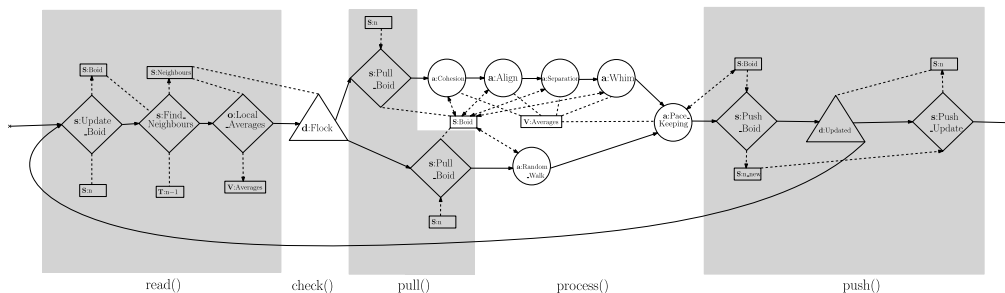 S:n
S:Boid
S:Neighbours
s:Pull
_Boid
a:Cohesion
a:Align
a:Separation
a:Whim
S:Boid
S:n
s:Update
_Boid
s:Find_
Neighbours
o:Local
_Averages
d:Flock
S:Boid
V:Averages
a:Pace_
Keeping
s:Push
_Boid
d:Updated
s:Push
_Update
s:Pull
_Boid
a:Random
_Walk
S:n
T:n−1
V:Averages
S:n_new
S:n
read()
check()
pull()
process()
push()